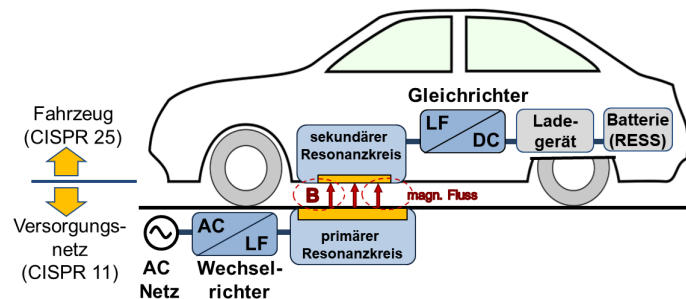 Fahrzeug
(CISPR 25)
Versorgungs-
netz
(CISPR 11)
Gleichrichter
LF
DC
Lade-
gerät
Batterie
(RESS)
sekundärer
Resonanzkreis
B
magn. Fluss
AC
LF
primärer
Resonanzkreis
AC
Netz
Wechsel-
richter